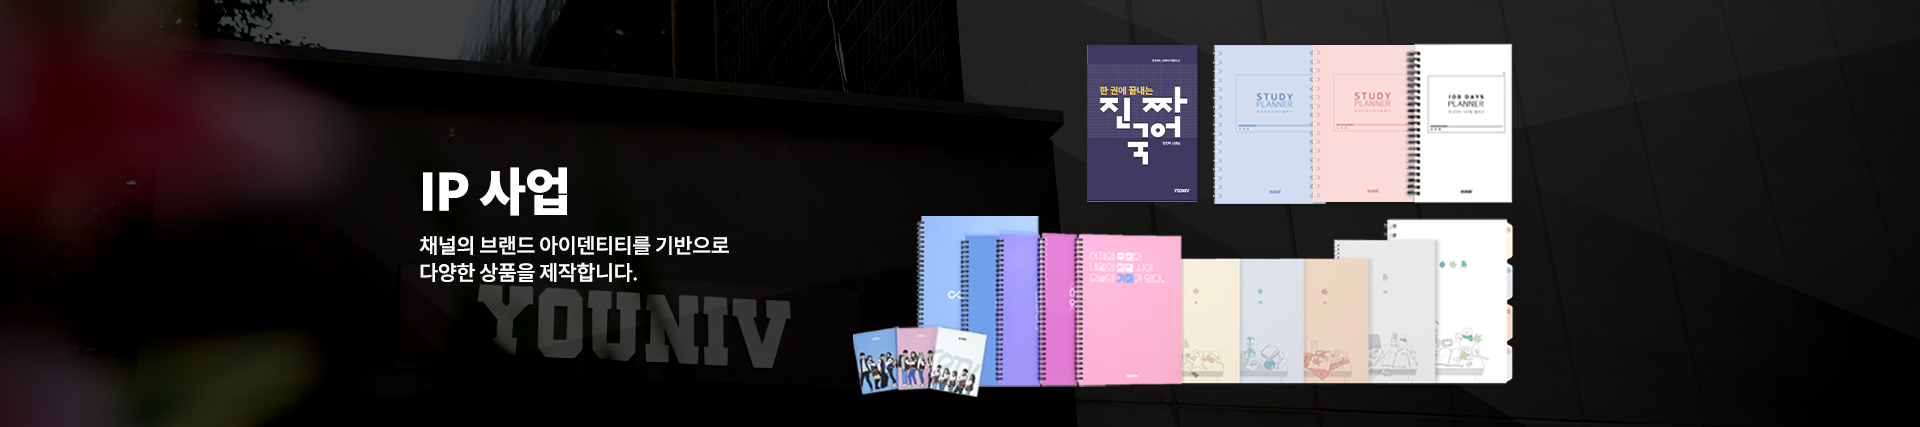 IP 사업
채널의 브랜드 아이덴티티를 기반으로
다양한 상품을 제작합니다.
YOUNIV
한 권에 끝내는
진짜
국어
YOUNIV
STUDY
PLANNER
STUDY
PLANNER
100 DAYS
PLANNER